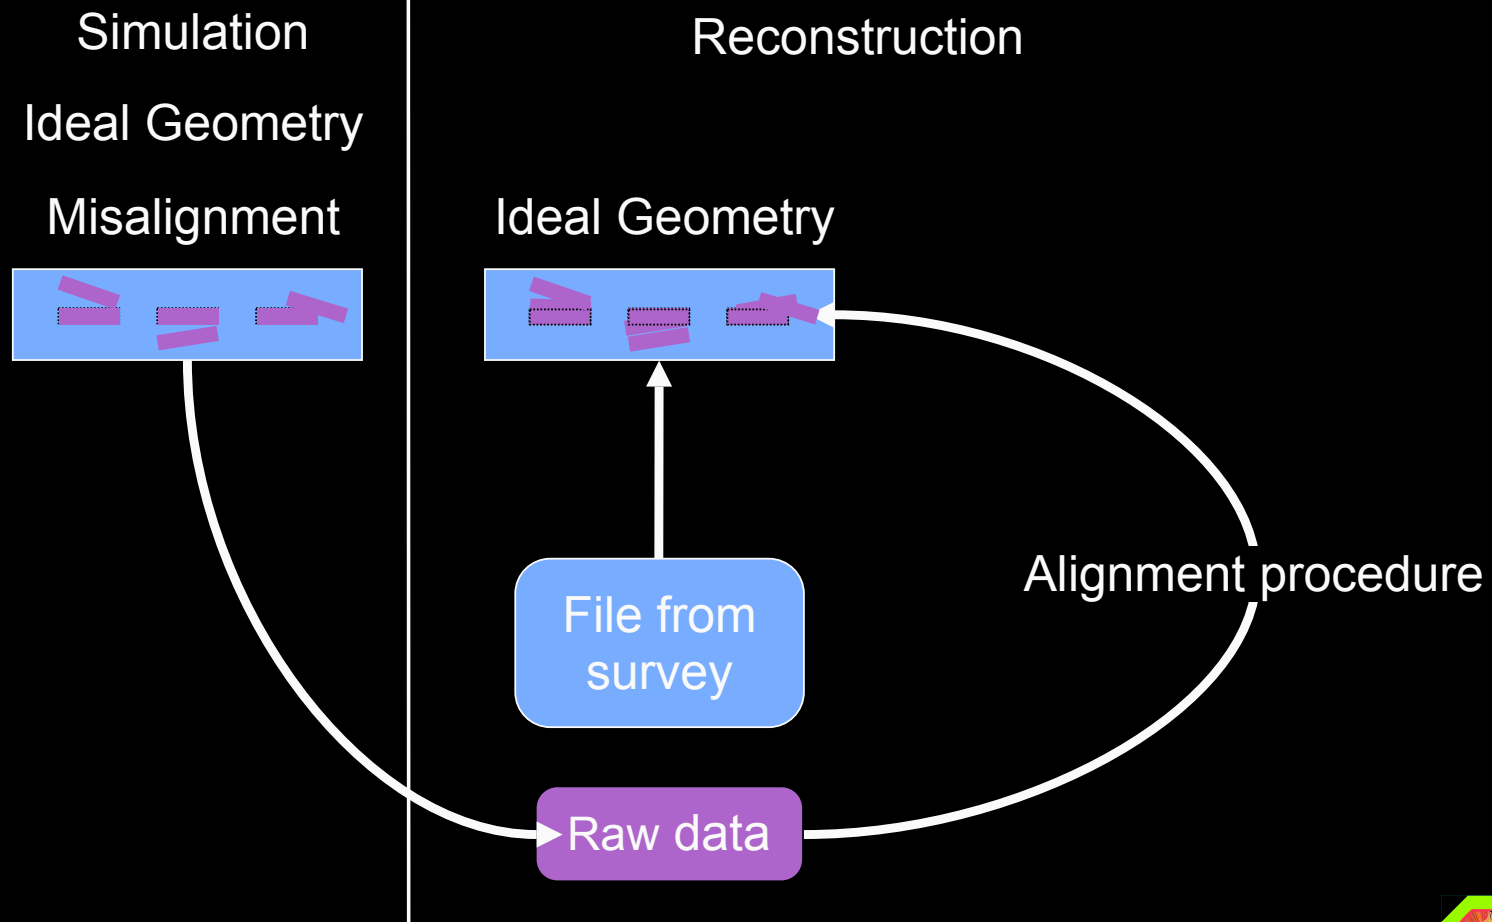 Simulation
Ideal Geometry
Misalignment
Reconstruction
Ideal Geometry
File from
survey
Alignment procedure
Raw data